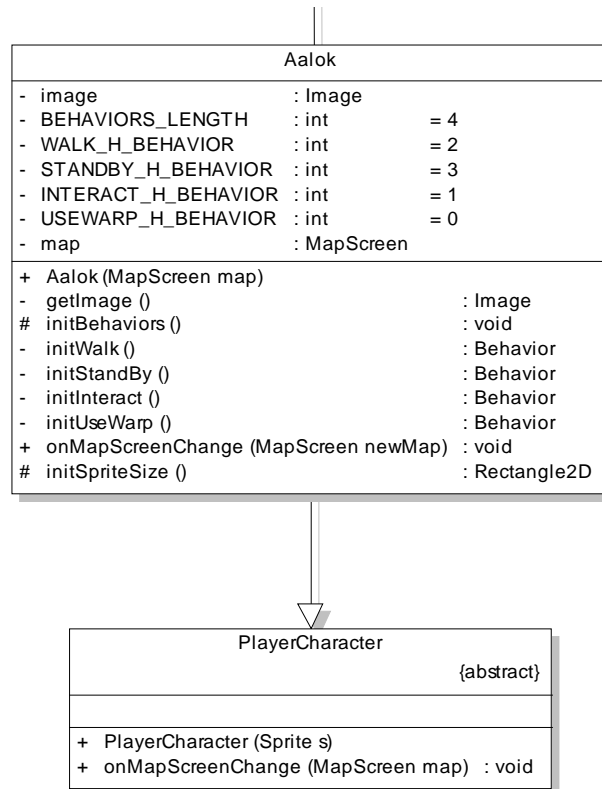 Aalok
- image : Image
- BEHAVIORS_LENGTH : int = 4
- WALK_H_BEHAVIOR : int = 2
- STANDBY_H_BEHAVIOR : int = 3
- INTERACT_H_BEHAVIOR : int = 1
- USEWARP_H_BEHAVIOR : int = 0
- map : MapScreen
+ Aalok (MapScreen map)
- getImage () : Image
# initBehaviors () : void
- initWalk () : Behavior
- initStandBy () : Behavior
- initInteract () : Behavior
- initUseWarp () : Behavior
+ onMapScreenChange (MapScreen newMap) : void
# initSpriteSize () : Rectangle2D
PlayerCharacter
{abstract}
+ PlayerCharacter (Sprite s)
+ onMapScreenChange (MapScreen map) : void